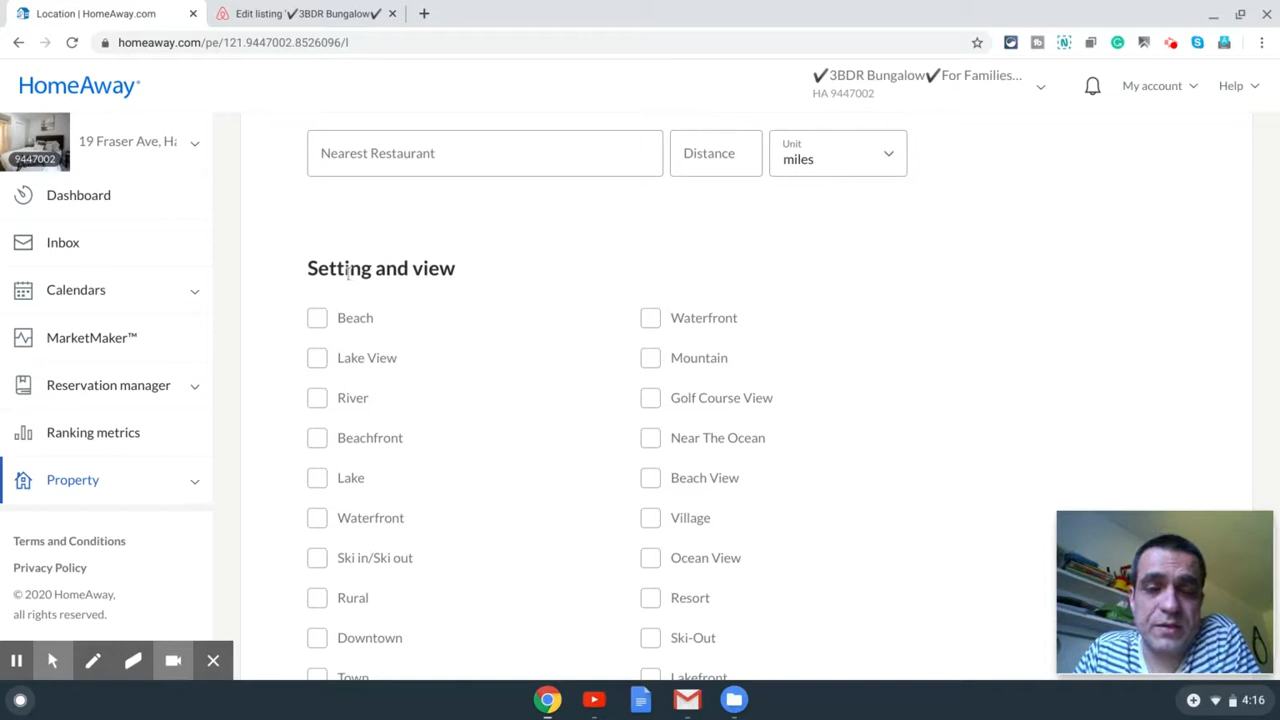 Location | HomeAway.com
Edit listing '✔3BDR Bungalow✔
homeaway.com/pe/121.9447002.8526096/l
HomeAway
✔3BDR Bungalow✔For Families...
HA 9447002
My account
Help
19 Fraser Ave, Ha
9447002
Dashboard
Inbox
Calendars
MarketMaker™
Reservation manager
Ranking metrics
Property
Terms and Conditions
Privacy Policy
© 2020 HomeAway,
all rights reserved.
Nearest Restaurant
Distance
Unit
miles
Setting and view
Beach
Waterfront
Lake View
Mountain
River
Golf Course View
Beachfront
Near The Ocean
Lake
Beach View
Waterfront
Village
Ski in/Ski out
Ocean View
Rural
Resort
Downtown
Ski-Out
Town
Lakefront
4:16